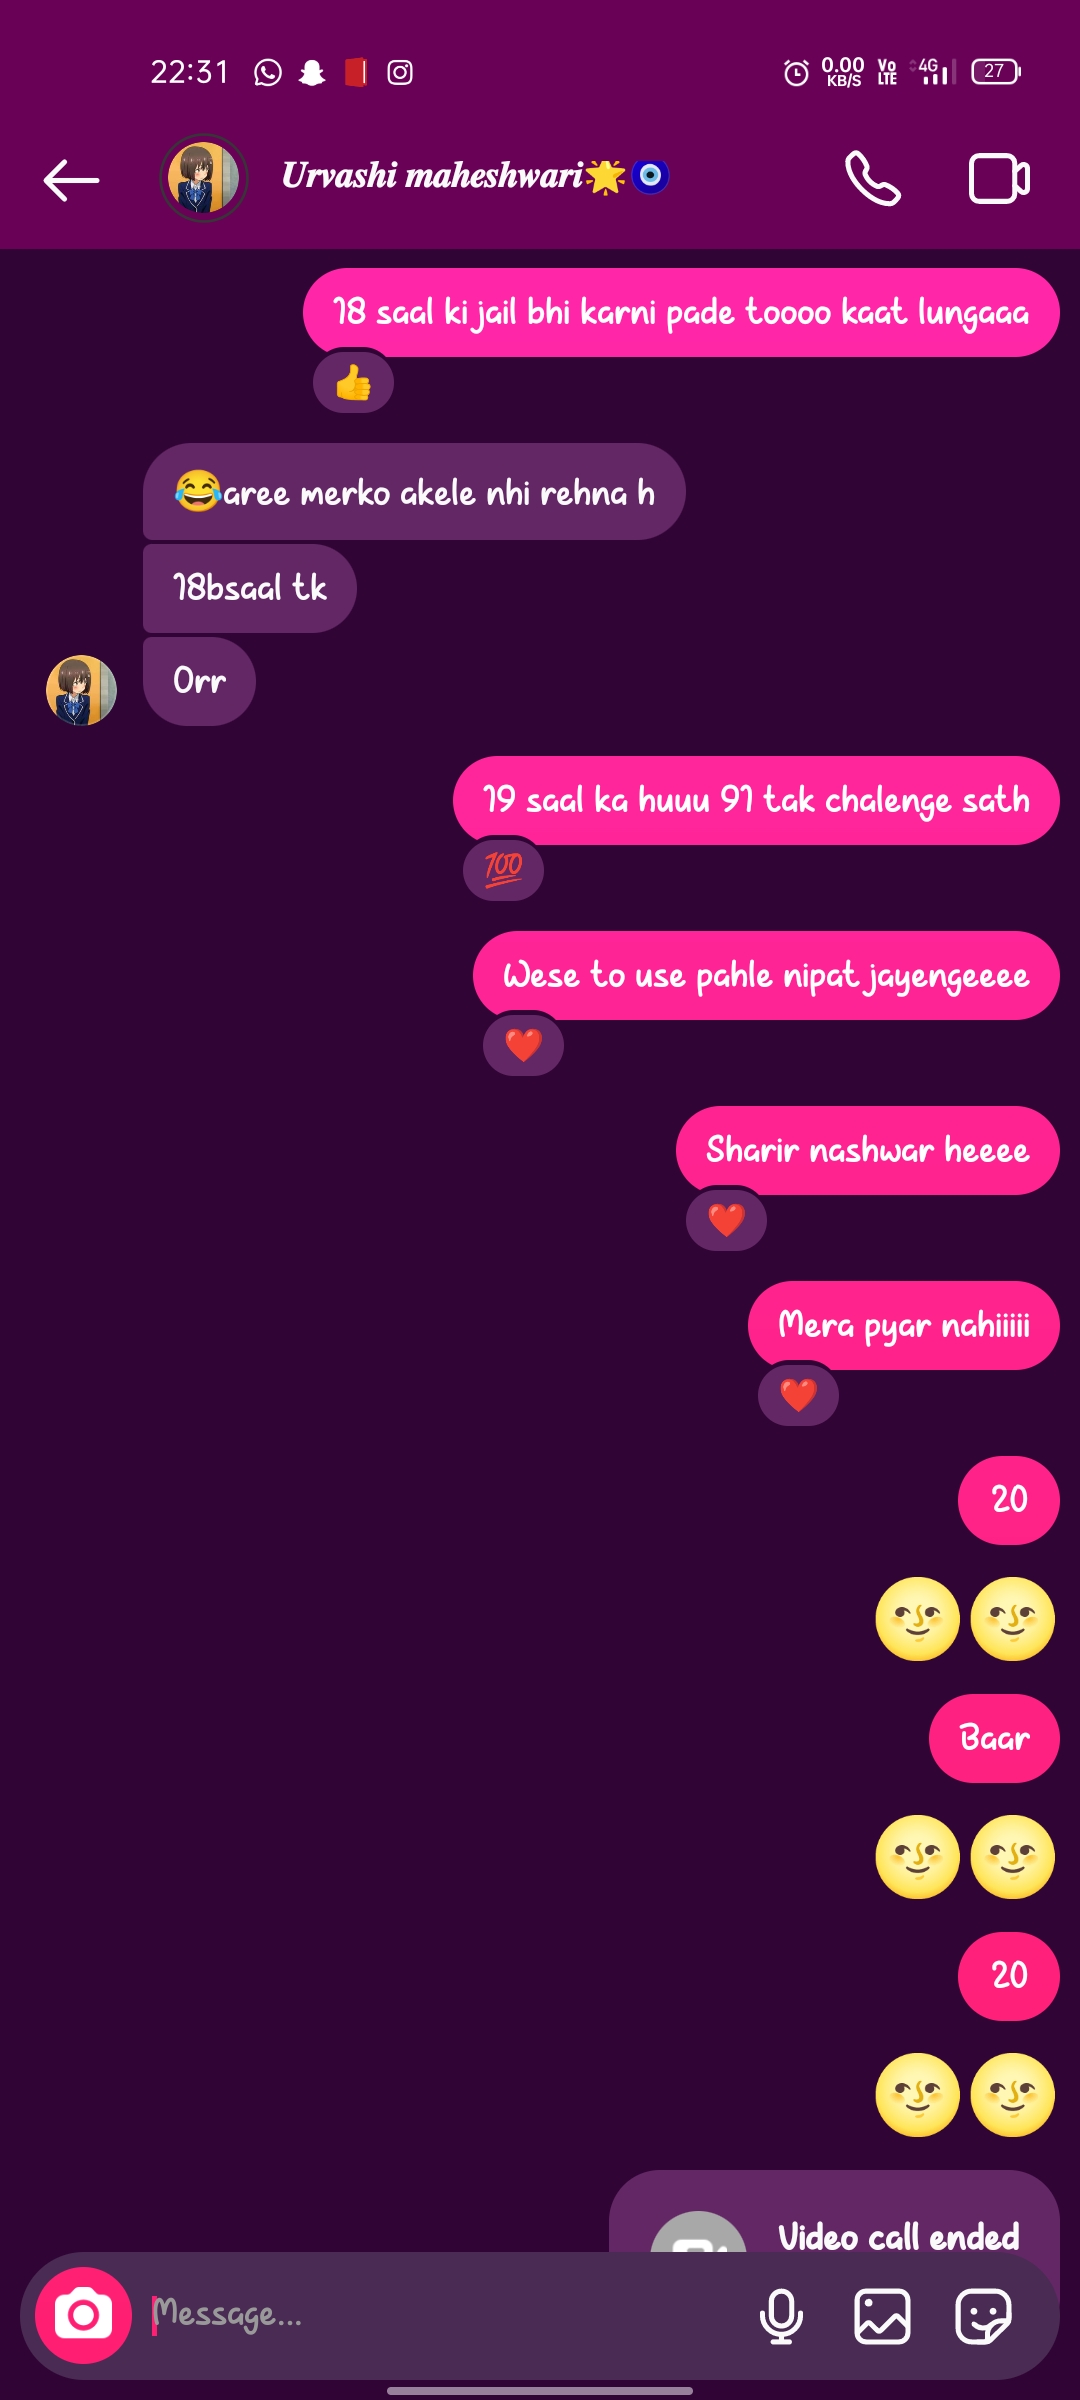 22:31
0.00 KB/S Vo LTE 4G 27
Urvashi maheshwari🌟🧿
18 saal ki jail bhi karni pade toooo kaat lungaaa
👍
😂aree merko akele nhi rehna h
18bsaal tk
Orr
19 saal ka huuu 91 tak chalenge sath
💯
Wese to use pahle nipat jayengeeee
❤️
Sharir nashwar heeee
❤️
Mera pyar nahiiiii
❤️
20
🌝🌝
Baar
🌝🌝
20
🌝🌝
Video call ended
Message...